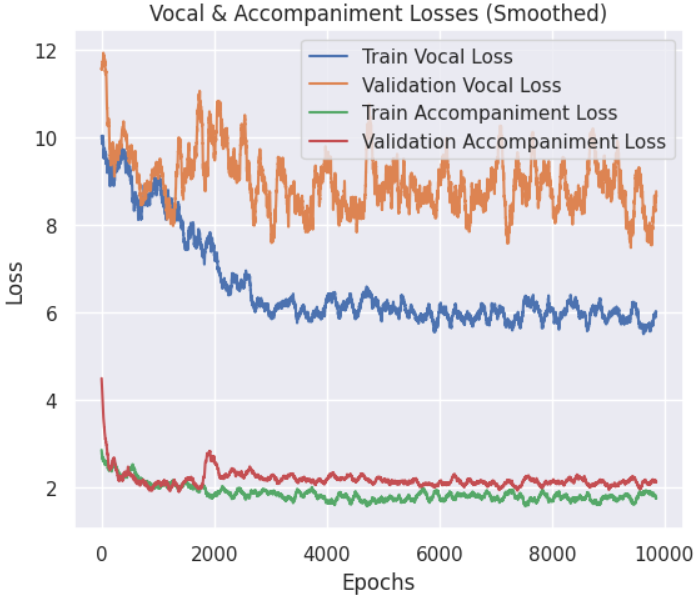 Vocal & Accompaniment Losses (Smoothed)
Train Vocal Loss
Validation Vocal Loss
Train Accompaniment Loss
Validation Accompaniment Loss
12
10
8
6
4
2
Loss
0
2000
4000
6000
8000
10000
Epochs